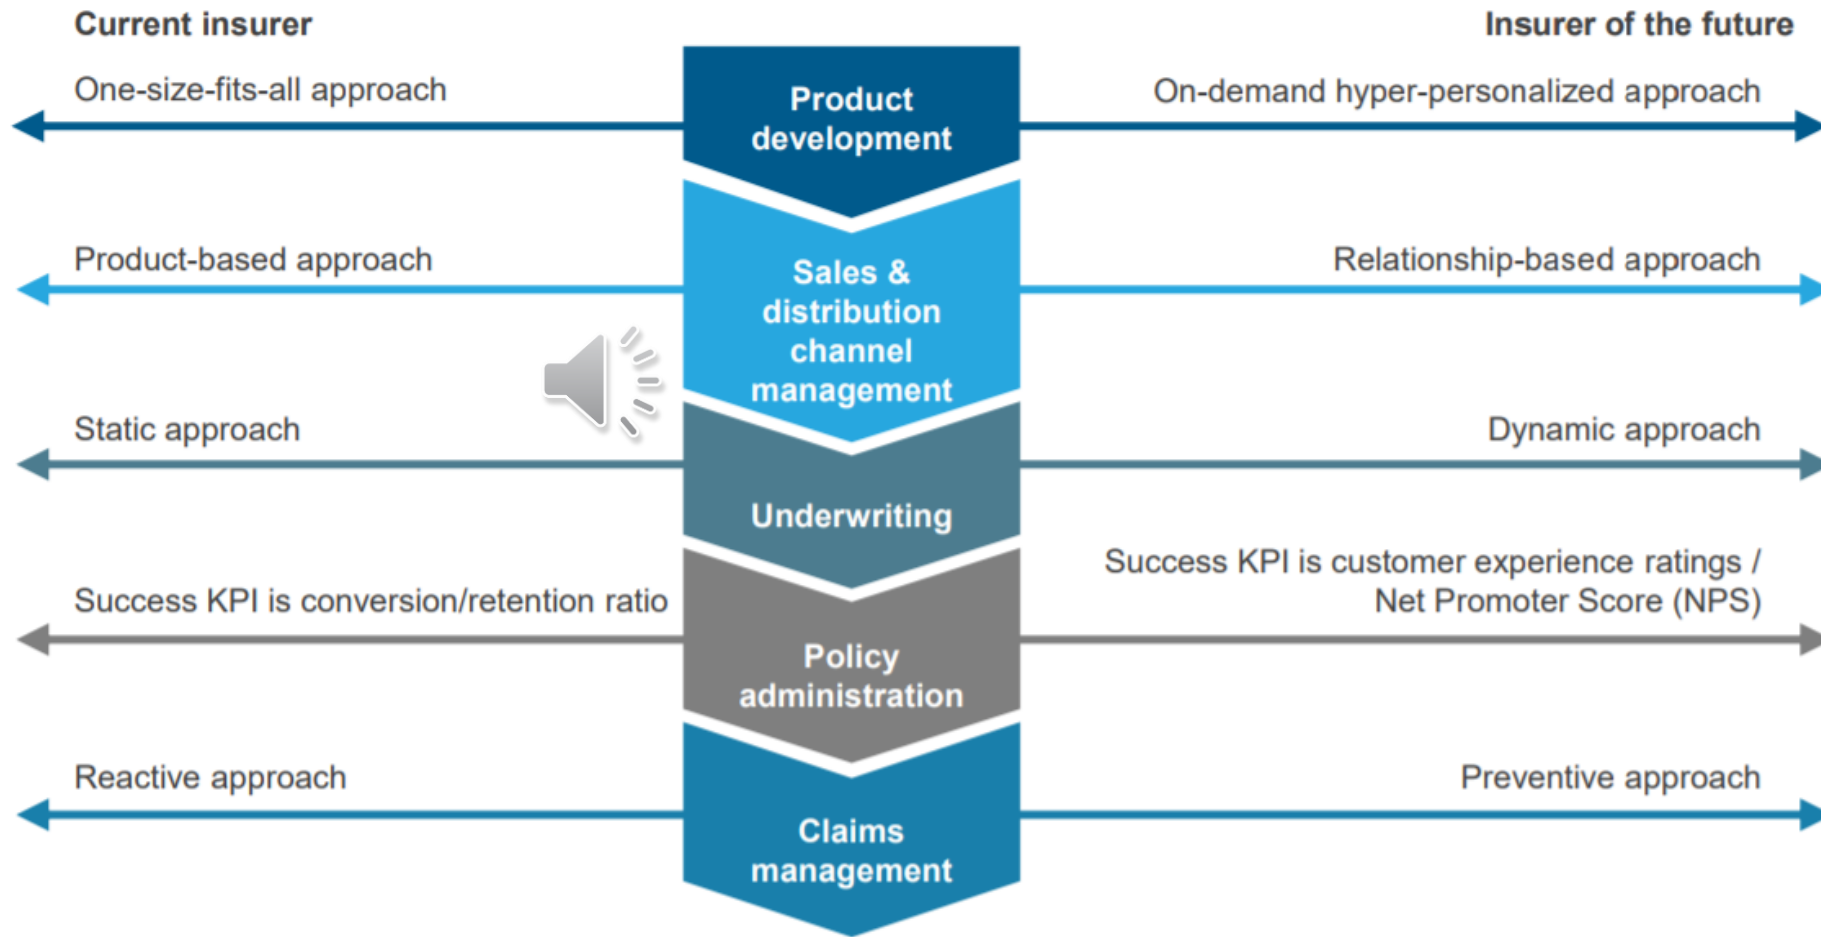 Current insurer
Insurer of the future
One-size-fits-all approach
Product
development
On-demand hyper-personalized approach
Product-based approach
Sales &
distribution
channel
management
Relationship-based approach
Static approach
Underwriting
Dynamic approach
Success KPI is conversion/retention ratio
Policy
administration
Success KPI is customer experience ratings /
Net Promoter Score (NPS)
Reactive approach
Claims
management
Preventive approach